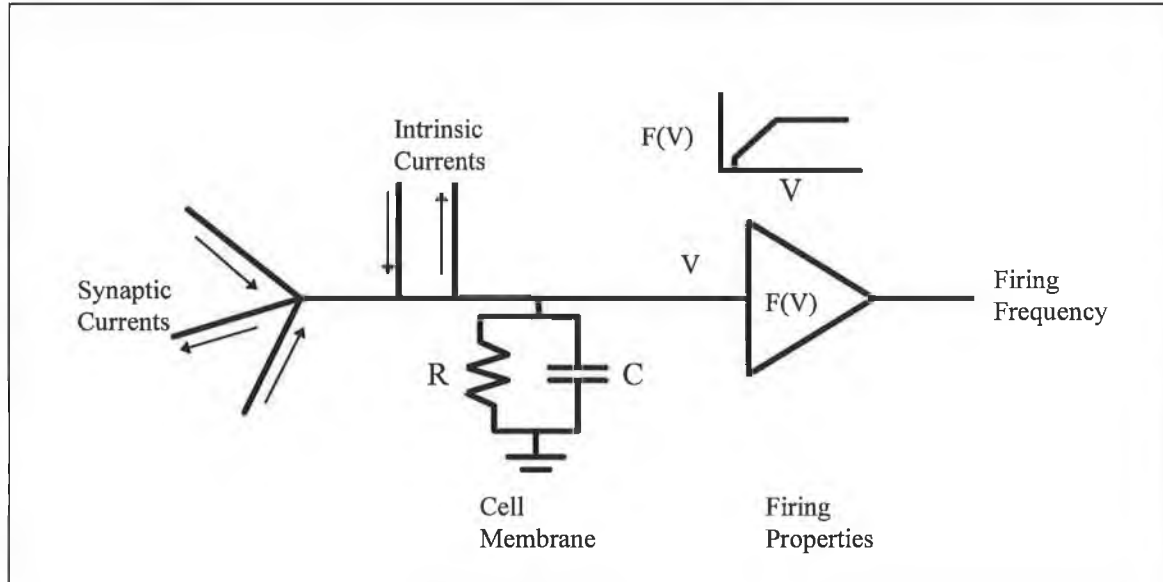 Intrinsic
Currents
F(V)
V
Synaptic
Currents
V
F(V)
Firing
Frequency
R
C
Cell
Membrane
Firing
Properties